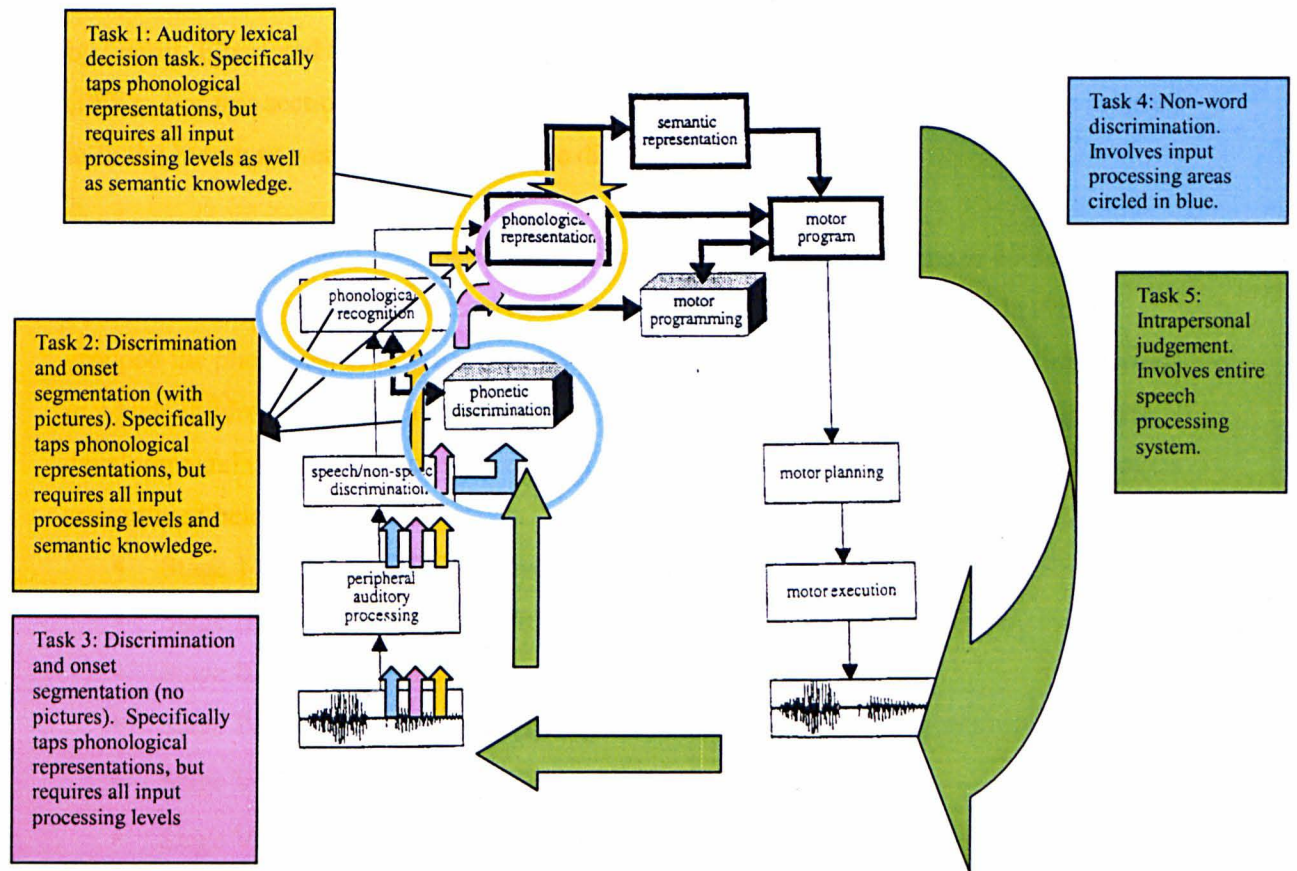 Task 1: Auditory lexical
decision task. Specifically
taps phonological
representations, but
requires all input
processing levels as well
as semantic knowledge.
semantic
representation
Task 4: Non-word
discrimination.
Involves input
processing areas
circled in blue.
phonological
representation
motor
program
phonological
recognition
motor
programming
Task 5:
Intrapersonal
judgement.
Involves entire
speech
processing
system.
Task 2: Discrimination
and onset
segmentation (with
pictures). Specifically
taps phonological
representations, but
requires all input
processing levels and
semantic knowledge.
phonetic
discrimination
speech/non-speec
discrimination
motor planning
peripheral
auditory
processing
motor execution
Task 3: Discrimination
and onset
segmentation (no
pictures). Specifically
taps phonological
representations, but
requires all input
processing levels